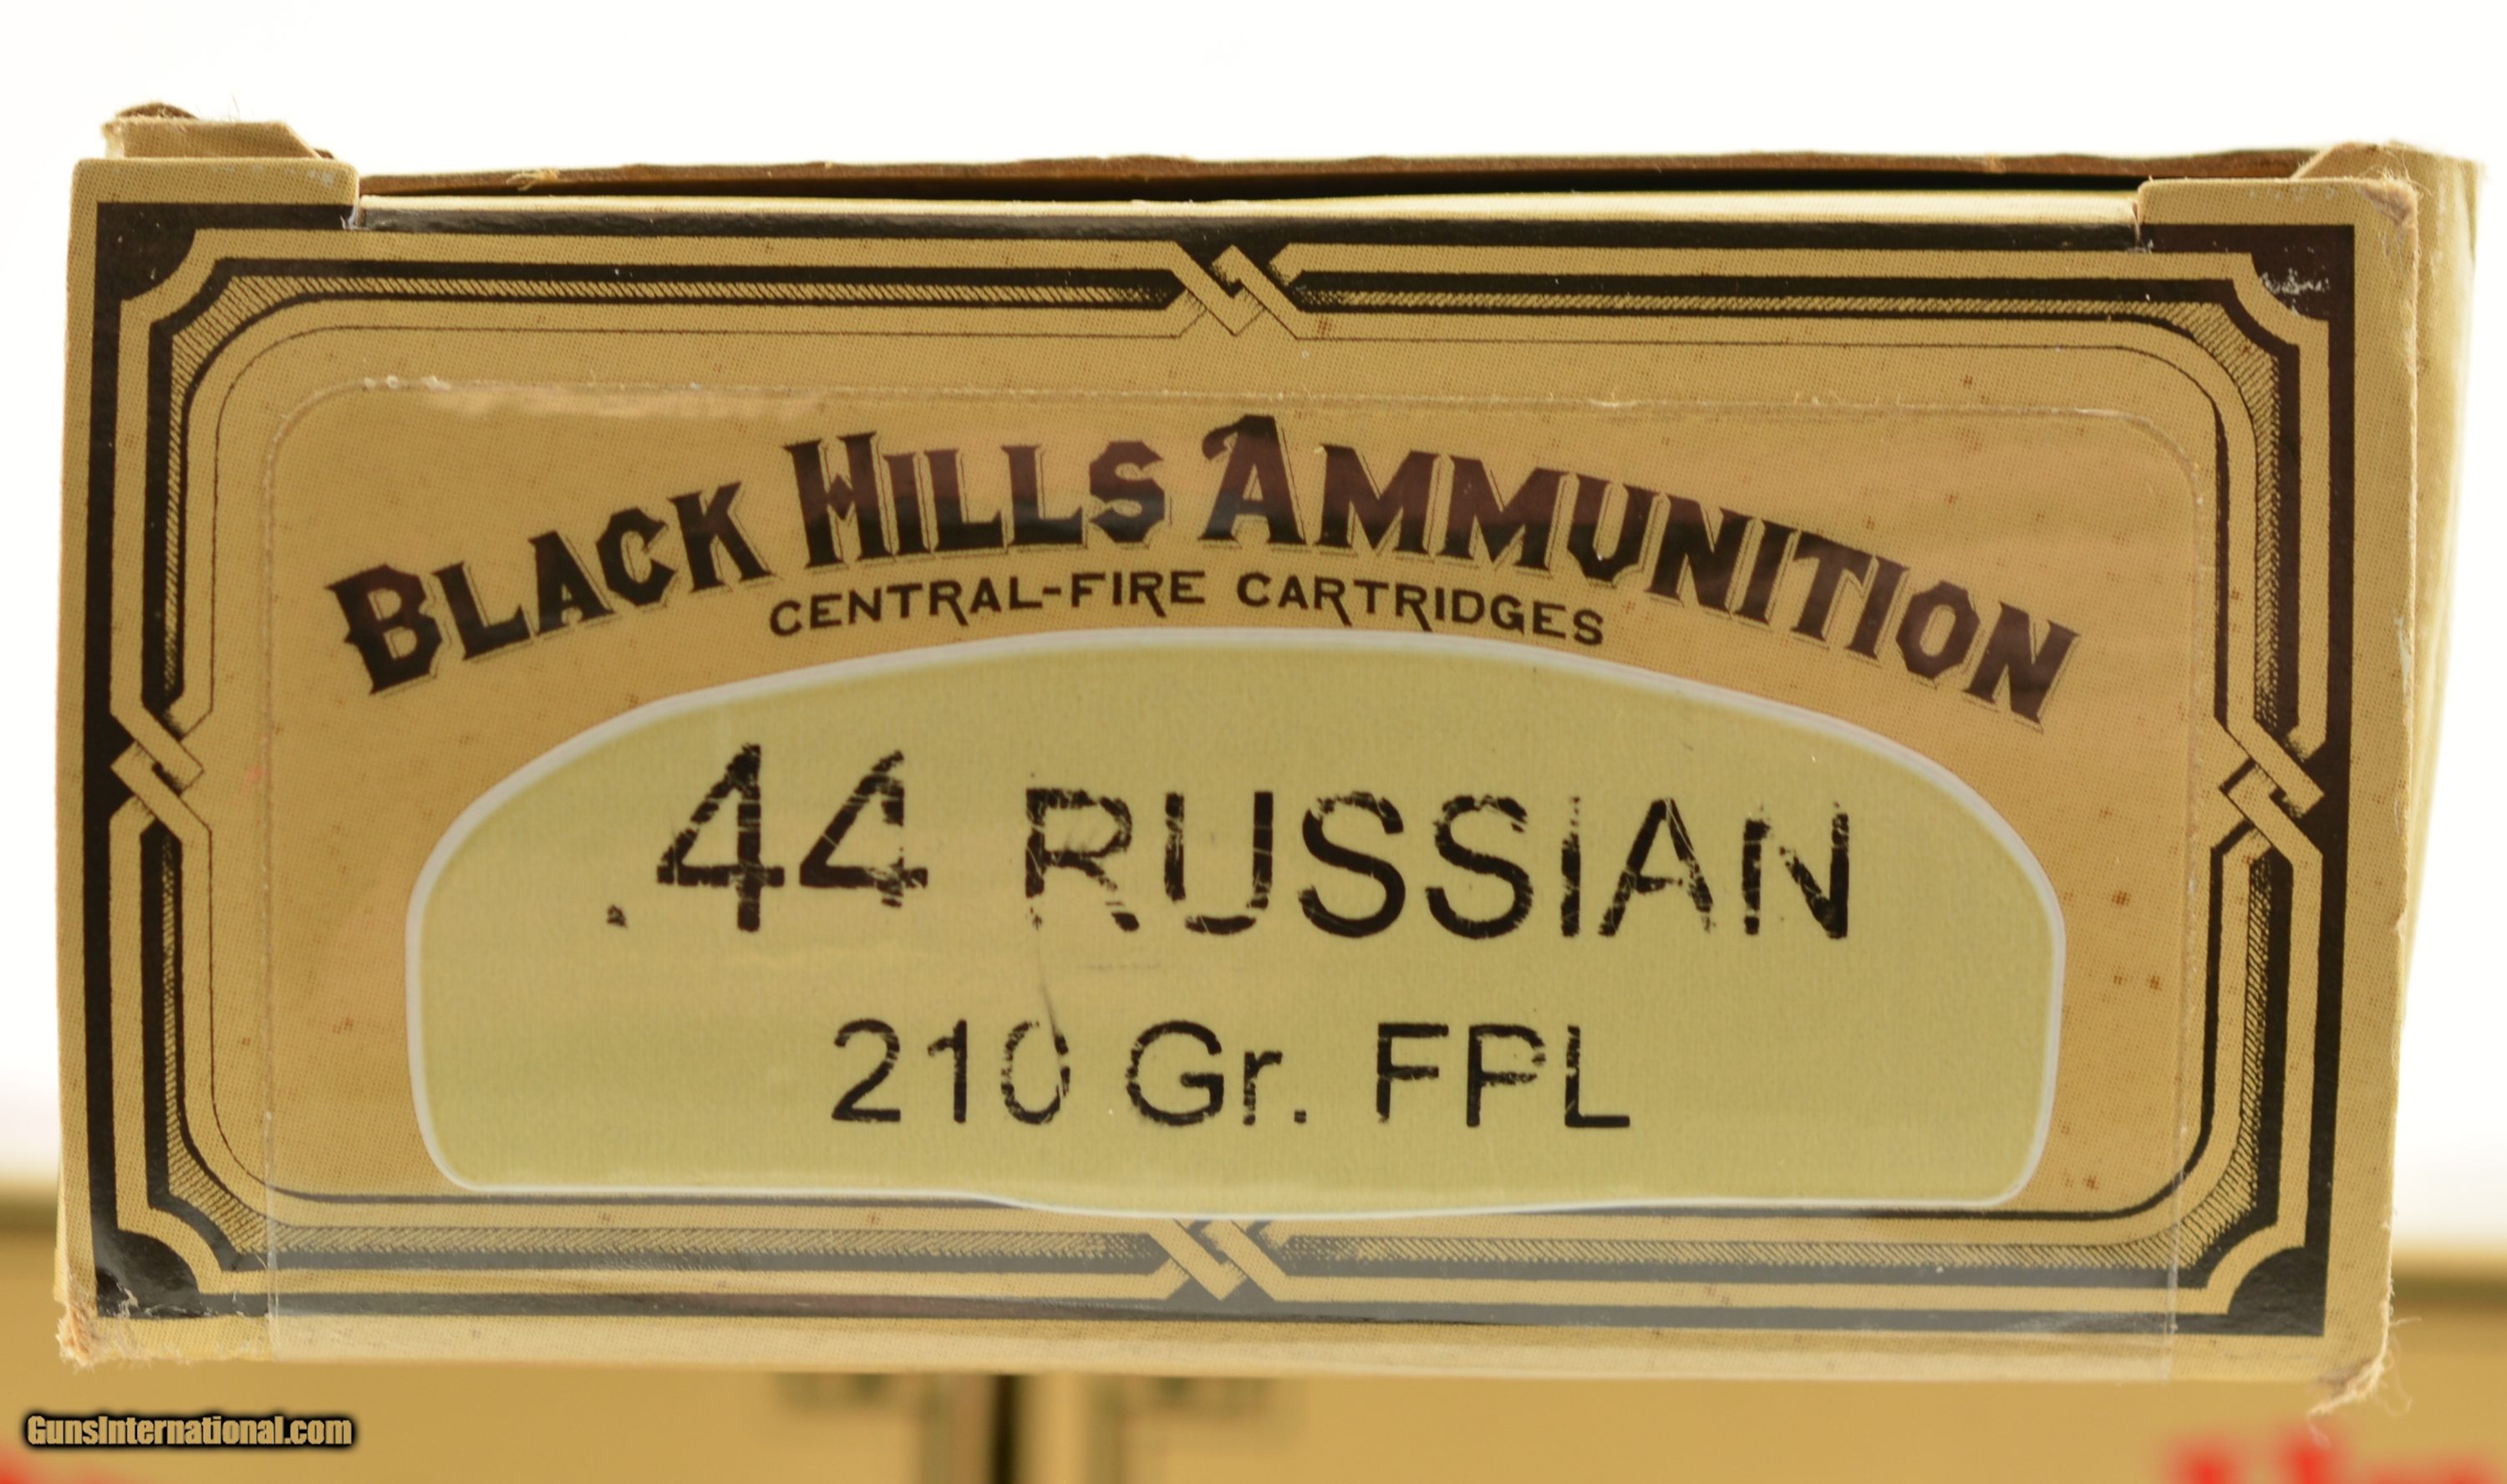 BLACK HILLS AMMUNITION
CENTRAL-FIRE CARTRIDGES
.44 RUSSIAN
210 Gr. FPL
GunsInternational.com